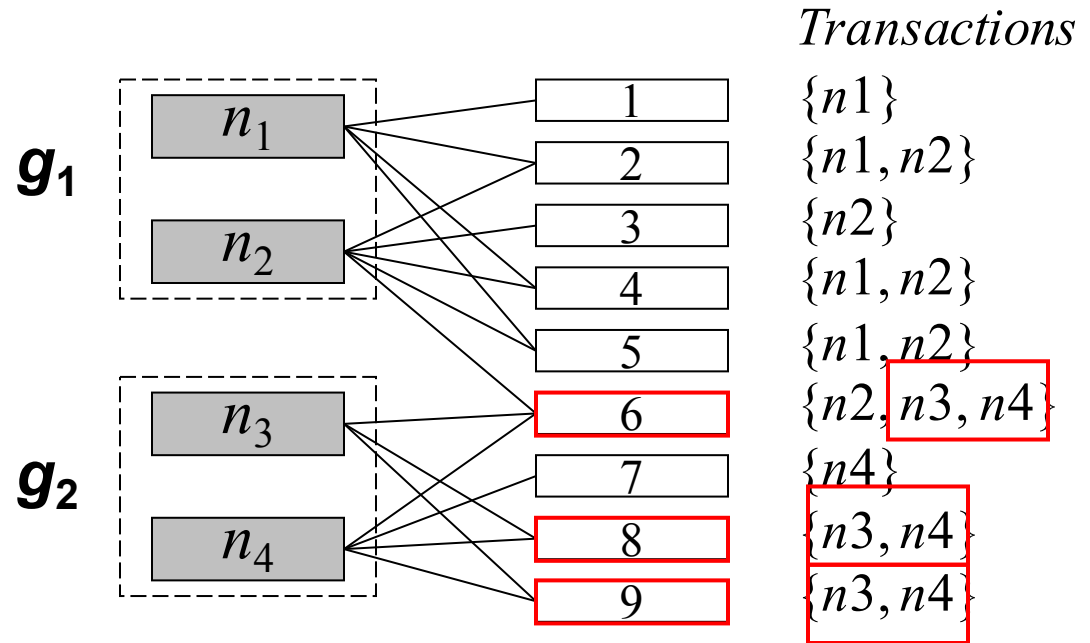 Transactions
n1 1 {n1}
g1 2 {n1, n2}
3 {n2}
n2 4 {n1, n2}
5 {n1, n2}
n3 6 {n2, n3, n4}
g2 7 {n4}
n4 8 {n3, n4}
9 {n3, n4}